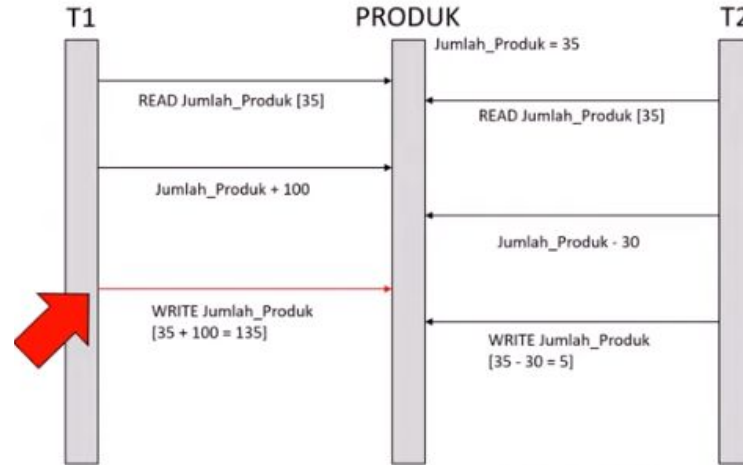 T1
PRODUK
T2
Jumlah_Produk = 35
READ Jumlah_Produk [35]
READ Jumlah_Produk [35]
Jumlah_Produk + 100
Jumlah_Produk - 30
WRITE Jumlah_Produk
[35 + 100 = 135]
WRITE Jumlah_Produk
[35 - 30 = 5]